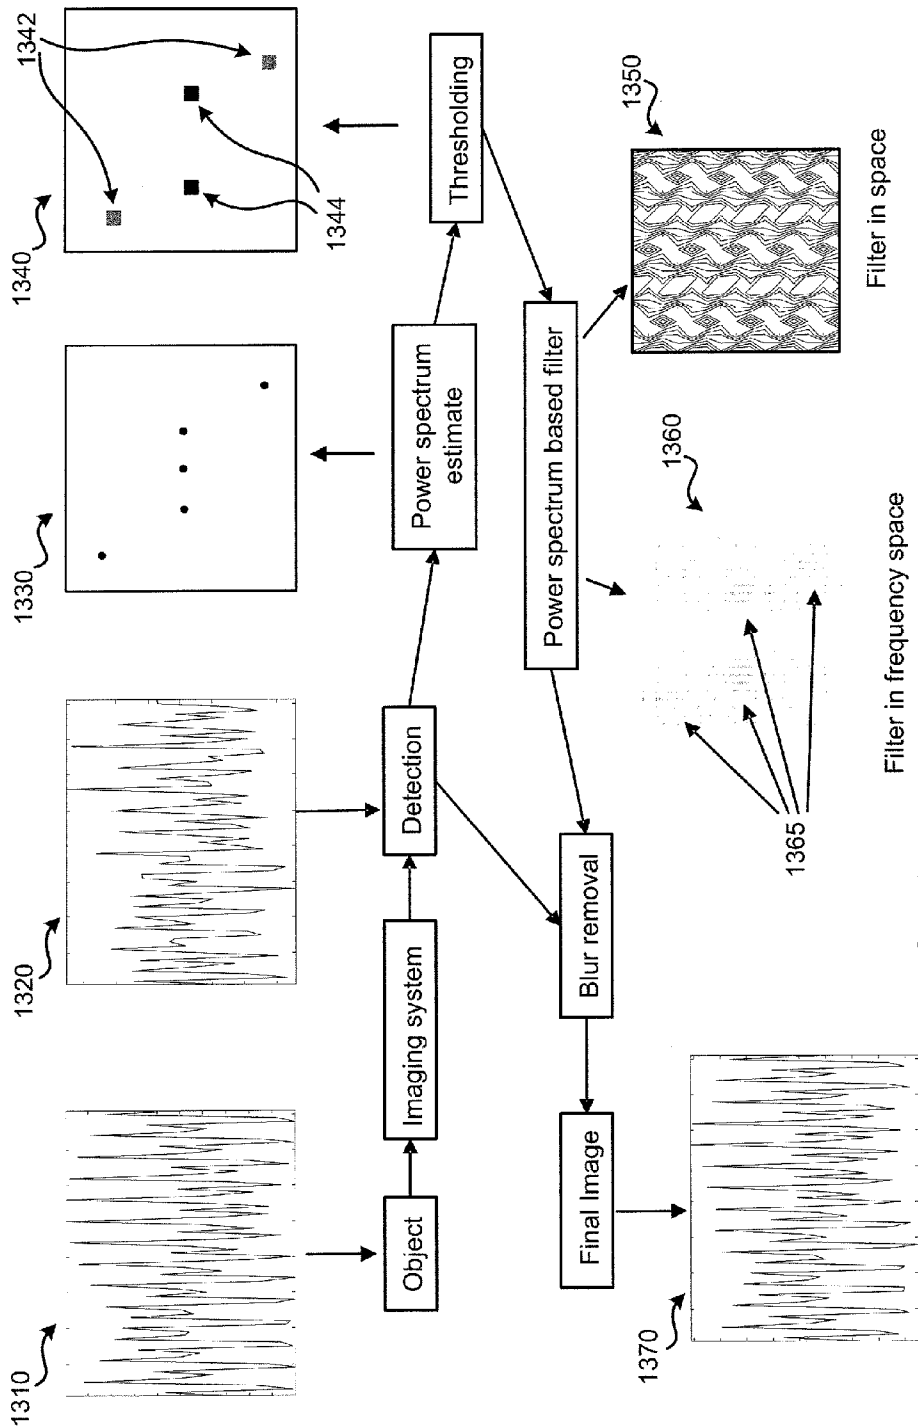 1310
1320
1330
1340
1342
1344
Object
Imaging system
Detection
Power spectrum
estimate
Thresholding
Final Image
Blur removal
Power spectrum based filter
1350
1360
1365
1370
Filter in frequency space
Filter in space